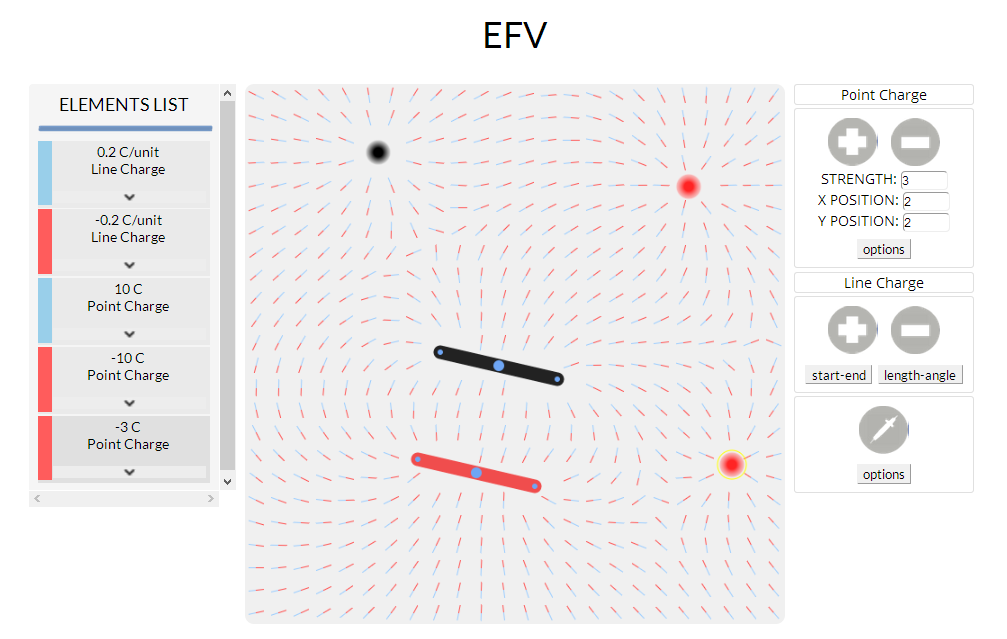 EFV
ELEMENTS LIST
0.2 C/unit
Line Charge
-0.2 C/unit
Line Charge
10 C
Point Charge
-10 C
Point Charge
-3 C
Point Charge
Point Charge
STRENGTH: 3
X POSITION: 2
Y POSITION: 2
options
Line Charge
start-end length-angle
options